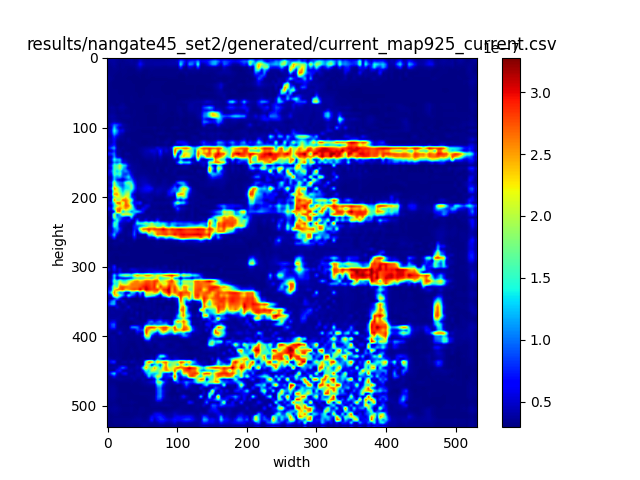 results/nangate45_set2/generated/current_map925_current.csv
1e−7
0
100
200
300
400
500
height
0 100 200 300 400 500
width
3.0
2.5
2.0
1.5
1.0
0.5